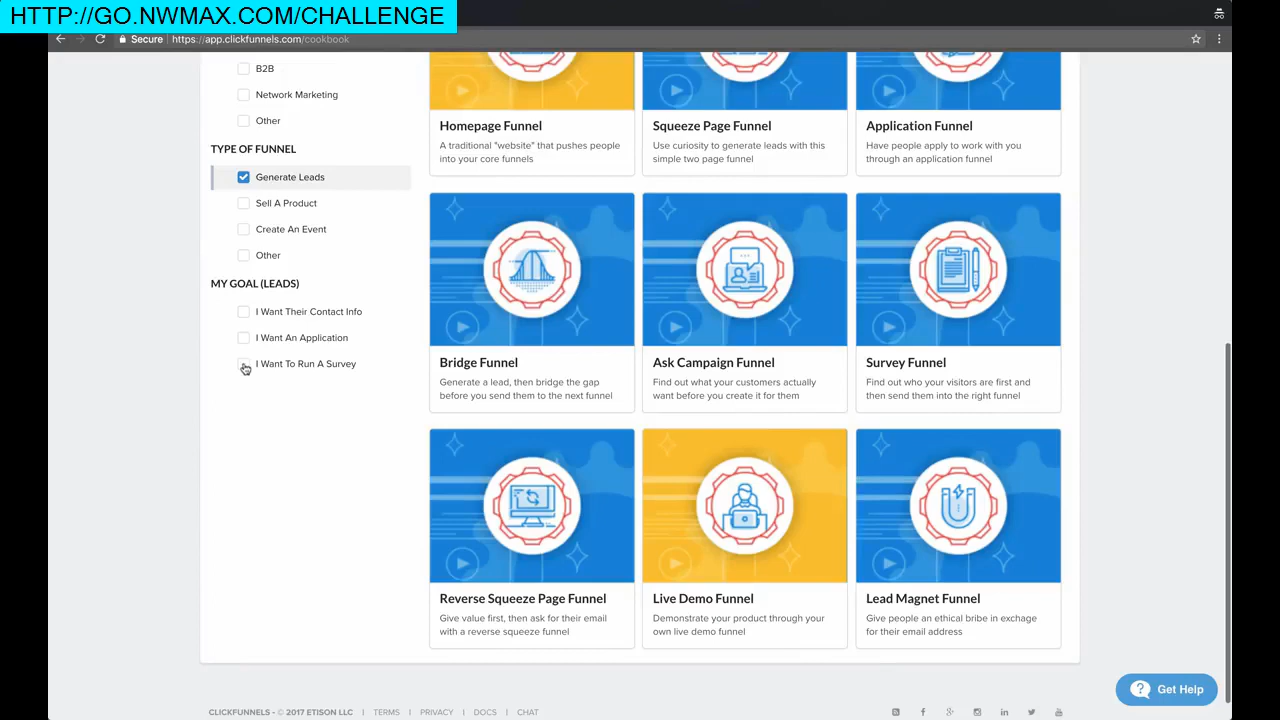 HTTP://GO.NWMAX.COM/CHALLENGE
Secure
https://app.clickfunnels.com/cookbook
B2B
Network Marketing
Other
TYPE OF FUNNEL
Generate Leads
Sell A Product
Create An Event
Other
MY GOAL (LEADS)
I Want Their Contact Info
I Want An Application
I Want To Run A Survey
Homepage Funnel
A traditional "website" that pushes people
into your core funnels
Squeeze Page Funnel
Use curiosity to generate leads with this
simple two page funnel
Application Funnel
Have people apply to work with you
through an application funnel
Bridge Funnel
Generate a lead, then bridge the gap
before you send them to the next funnel
Ask Campaign Funnel
Find out what your customers actually
want before you create it for them
Survey Funnel
Find out who your visitors are first and
then send them into the right funnel
Reverse Squeeze Page Funnel
Give value first, then ask for their email
with a reverse squeeze funnel
Live Demo Funnel
Demonstrate your product through your
own live demo funnel
Lead Magnet Funnel
Give people an ethical bribe in exchage
for their email address
CLICKFUNNELS - © 2017 ETISON LLC | TERMS | PRIVACY | DOCS | CHAT
Get Help